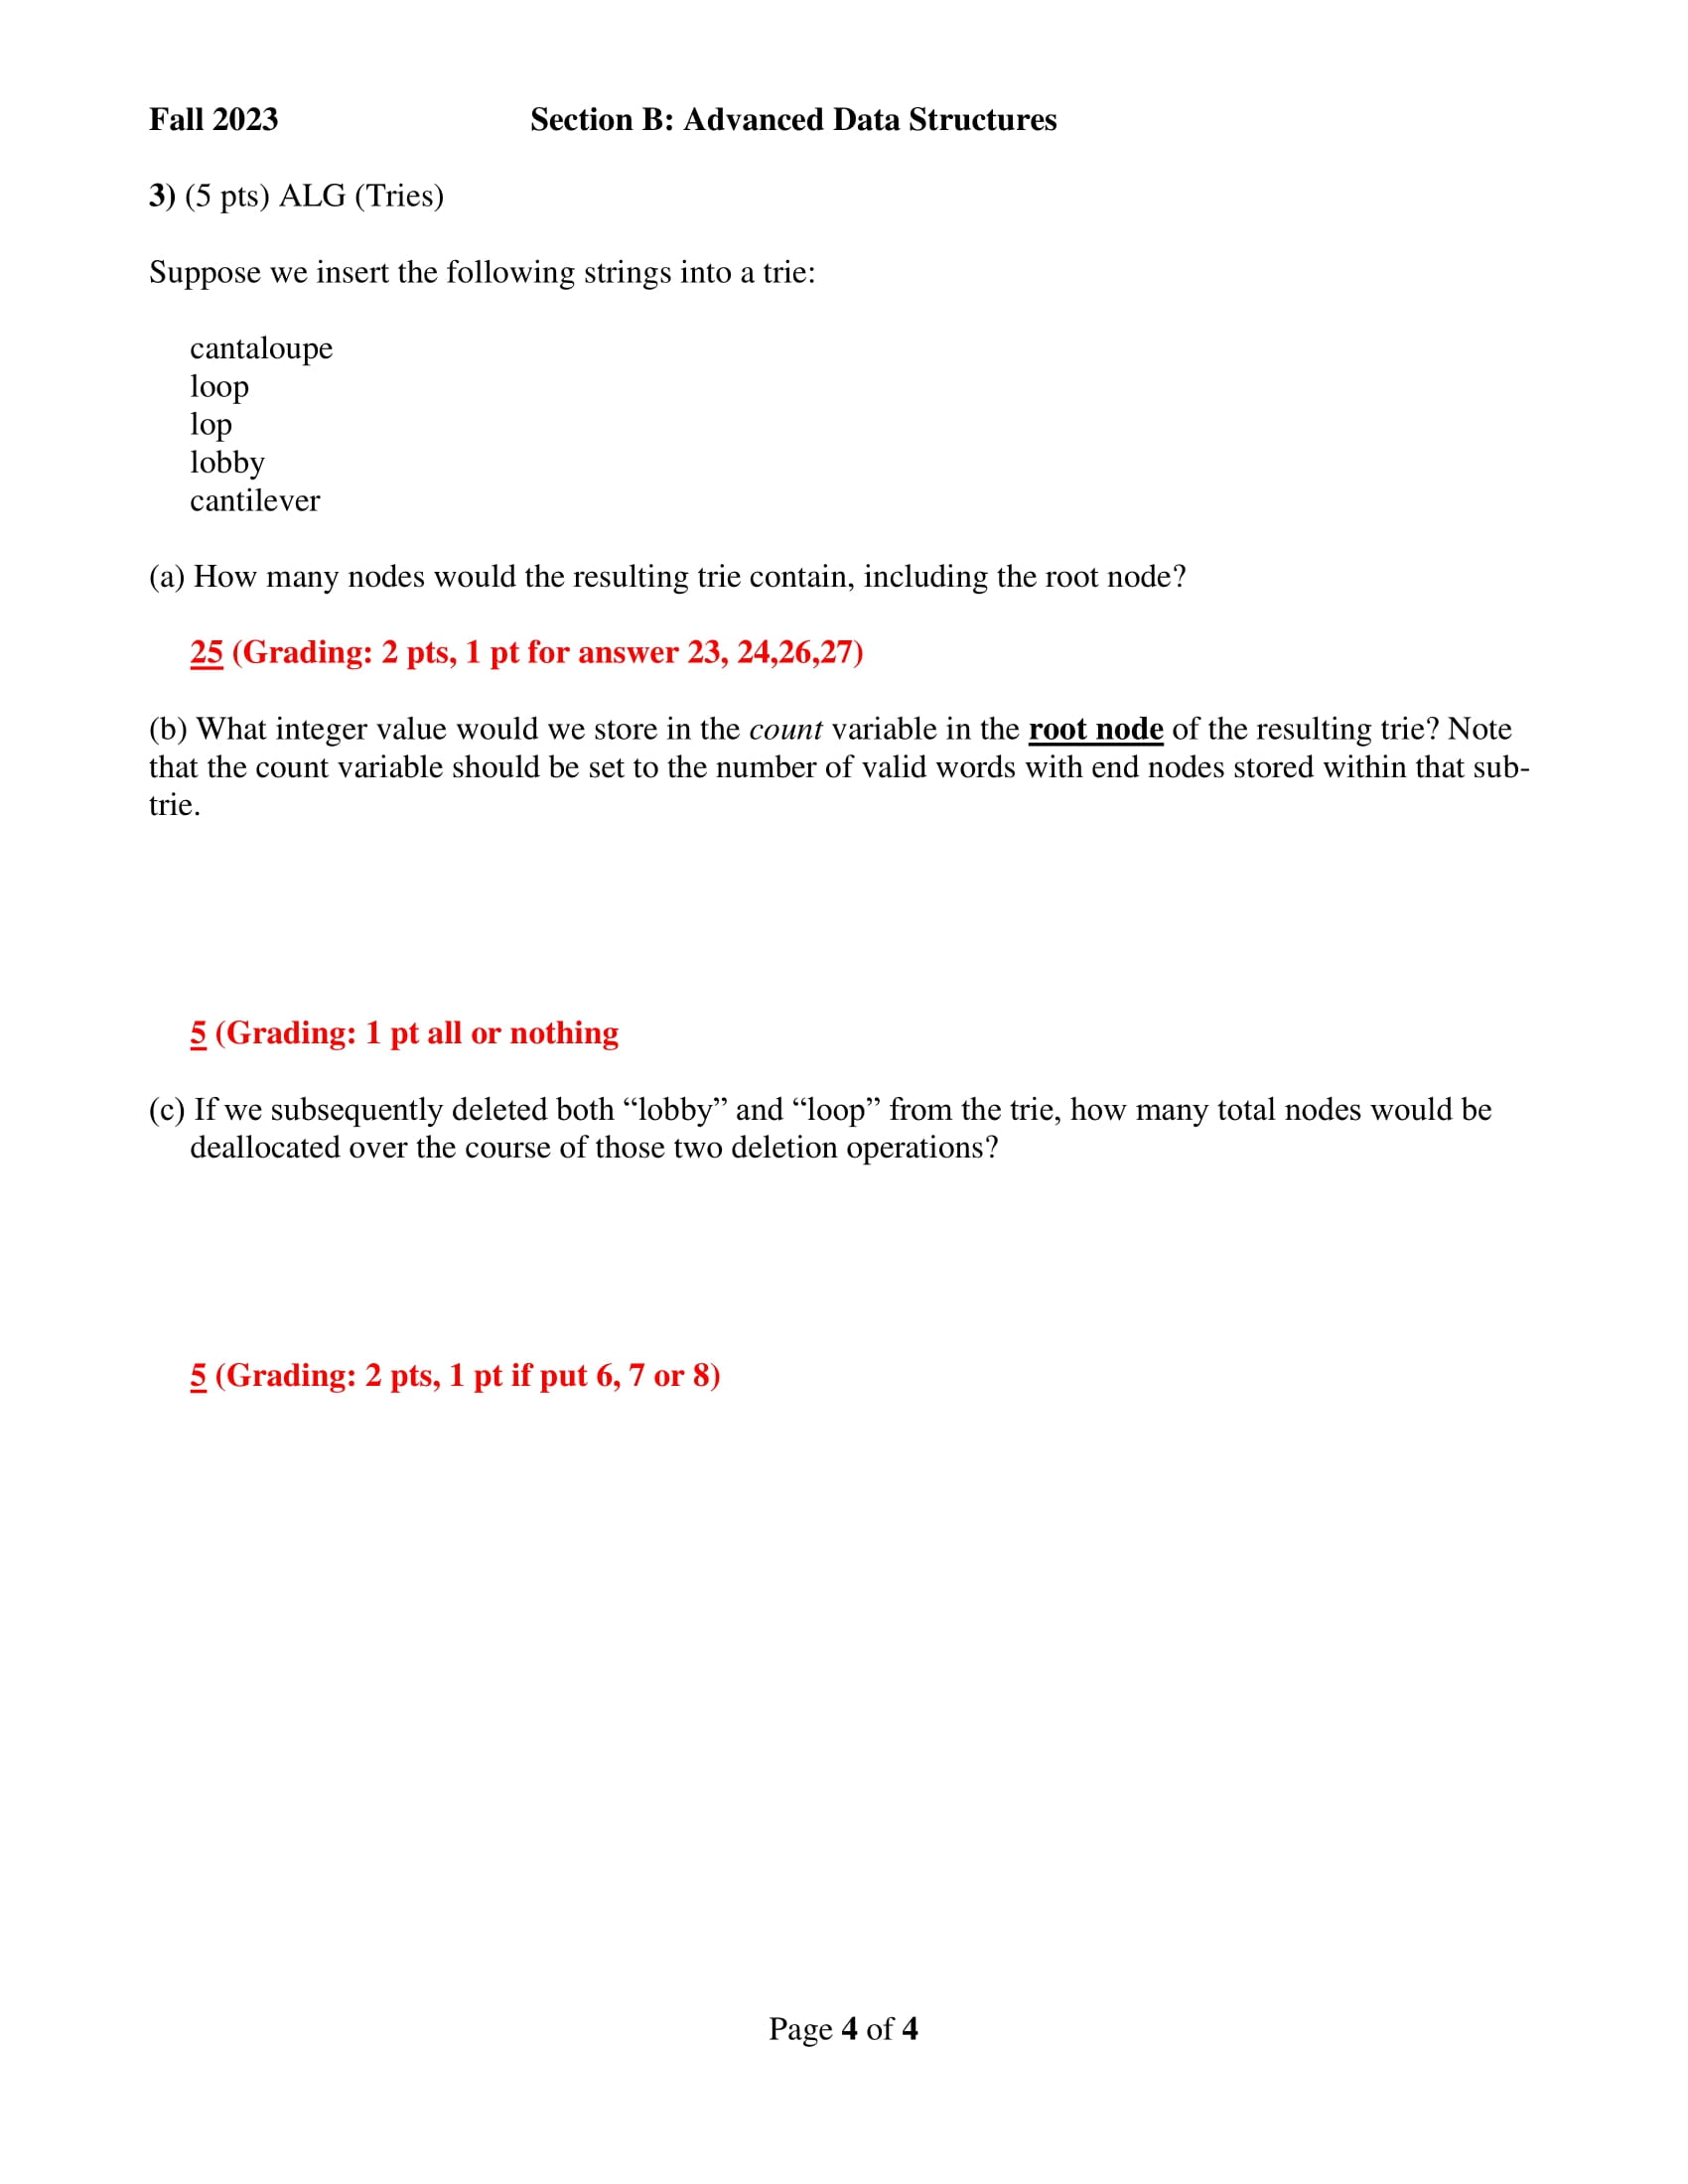 Fall 2023 Section B: Advanced Data Structures
3) (5 pts) ALG (Tries)
Suppose we insert the following strings into a trie:
cantaloupe
loop
lop
lobby
cantilever
(a) How many nodes would the resulting trie contain, including the root node?
25 (Grading: 2 pts, 1 pt for answer 23, 24,26,27)
(b) What integer value would we store in the count variable in the root node of the resulting trie? Note
that the count variable should be set to the number of valid words with end nodes stored within that sub-
trie.
5 (Grading: 1 pt all or nothing
(c) If we subsequently deleted both “lobby” and “loop” from the trie, how many total nodes would be
deallocated over the course of those two deletion operations?
5 (Grading: 2 pts, 1 pt if put 6, 7 or 8)
Page 4 of 4